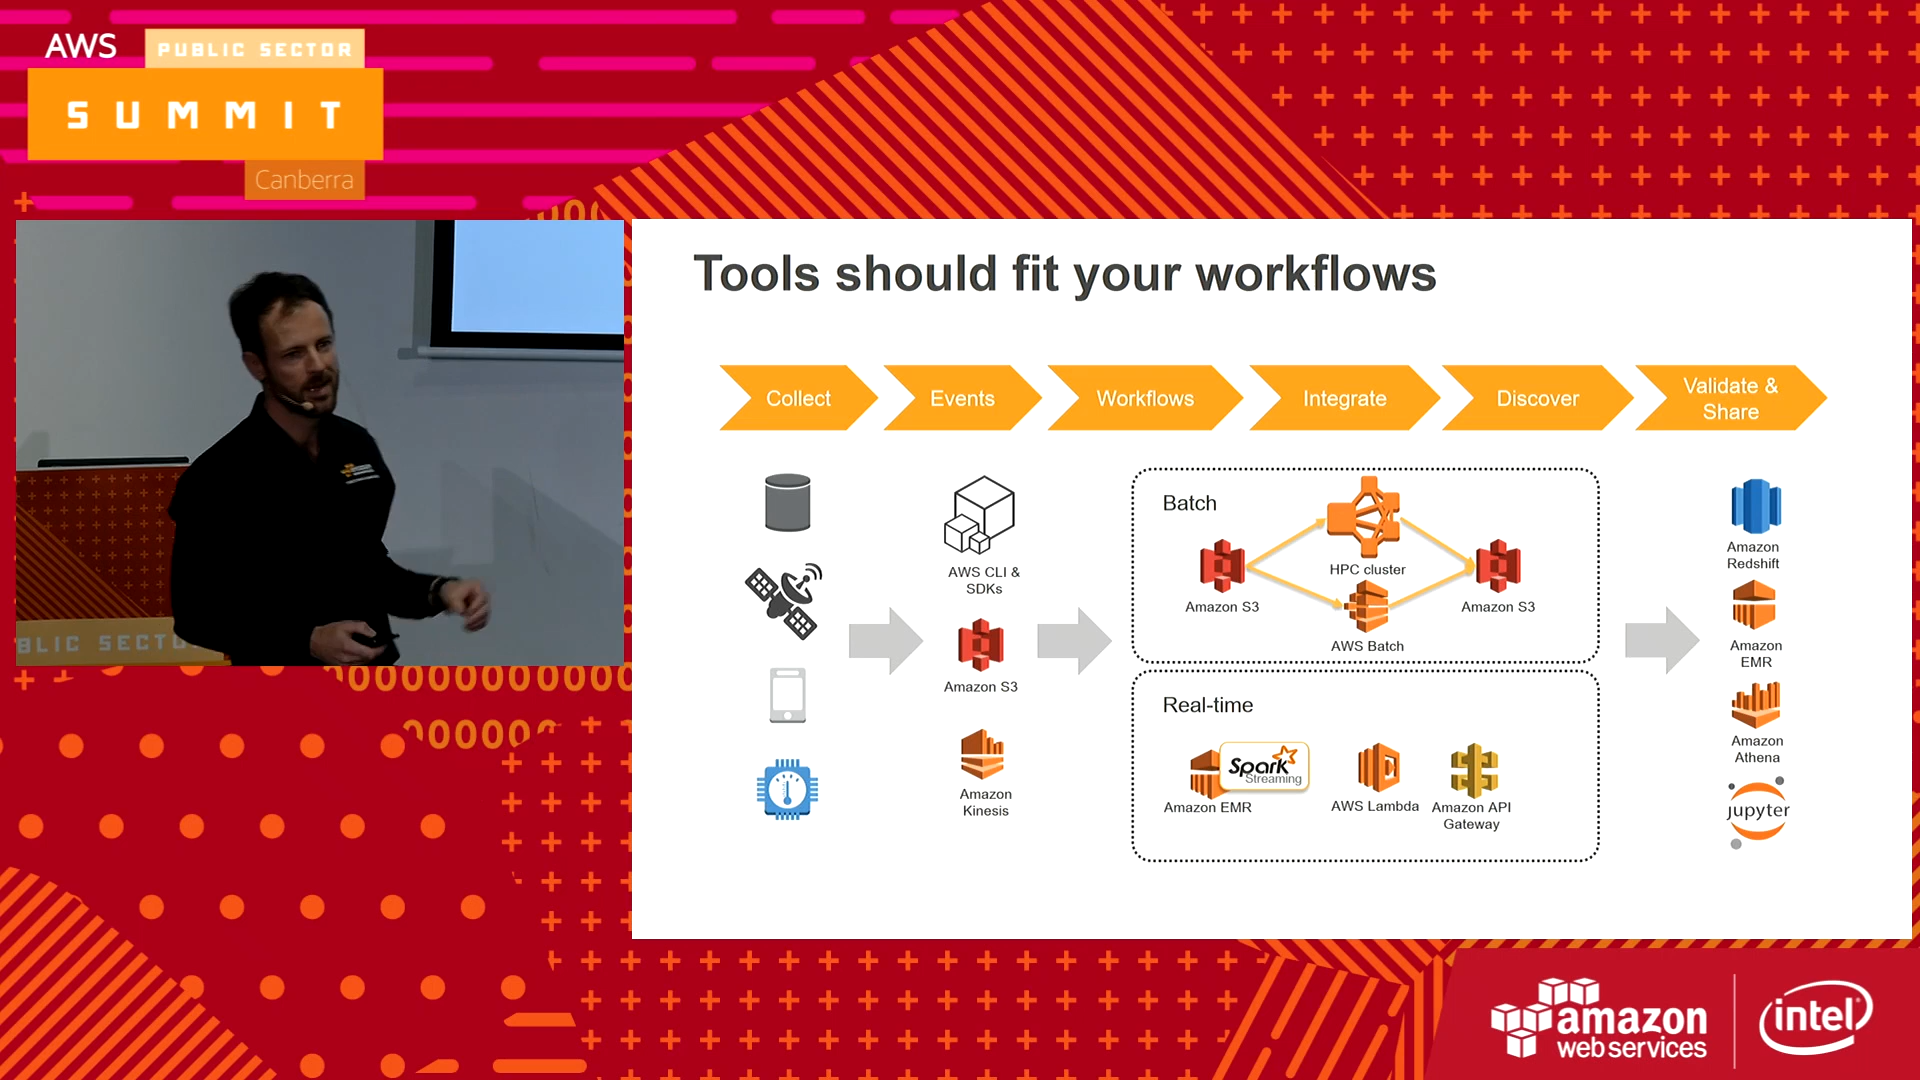 AWS
PUBLIC SECTOR
SUMMIT
Canberra
BLIC SECTO
Tools should fit your workflows
Collect
Events
Workflows
Integrate
Discover
Validate &
Share
AWS CLI &
SDKs
Amazon S3
Amazon
Kinesis
Batch
Amazon S3
HPC cluster
AWS Batch
Amazon S3
Real-time
Spark
Streaming
Amazon EMR
AWS Lambda
Amazon API
Gateway
Amazon
Redshift
Amazon
EMR
Amazon
Athena
jupyter
amazon
web services
intel